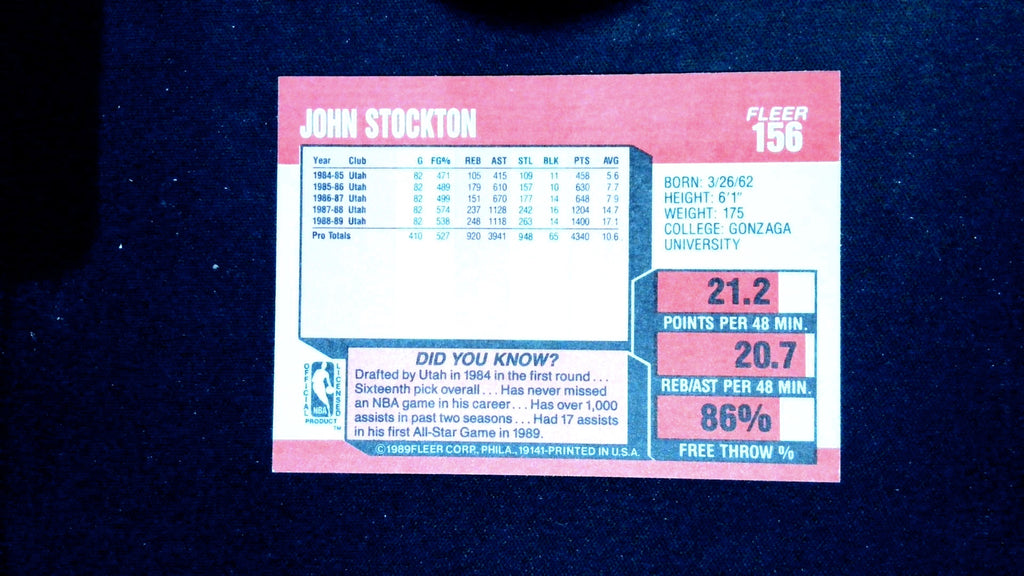 JOHN STOCKTON
FLEER
156
Year Club G FG% REB AST STL BLK PTS AVG
1984-85 Utah 82 471 105 415 109 11 458 5.6
1985-86 Utah 82 489 179 610 157 10 630 7.7
1986-87 Utah 82 499 151 670 177 14 648 7.9
1987-88 Utah 82 574 237 1128 242 16 1204 14.7
1988-89 Utah 82 538 248 1118 263 14 1400 17.1
Pro Totals 410 527 920 3941 948 65 4340 10.6
BORN: 3/26/62
HEIGHT: 6'1"
WEIGHT: 175
COLLEGE: GONZAGA
UNIVERSITY
21.2
POINTS PER 48 MIN.
20.7
REB/AST PER 48 MIN.
86%
FREE THROW %
DID YOU KNOW?
Drafted by Utah in 1984 in the first round...
Sixteenth pick overall... Has never missed
an NBA game in his career... Has over 1,000
assists in past two seasons... Had 17 assists
in his first All-Star Game in 1989.
OFFICIAL
LICENSED
NBA
PRODUCT TM
©1989FLEER CORP., PHILA., 19141-PRINTED IN U.S.A.